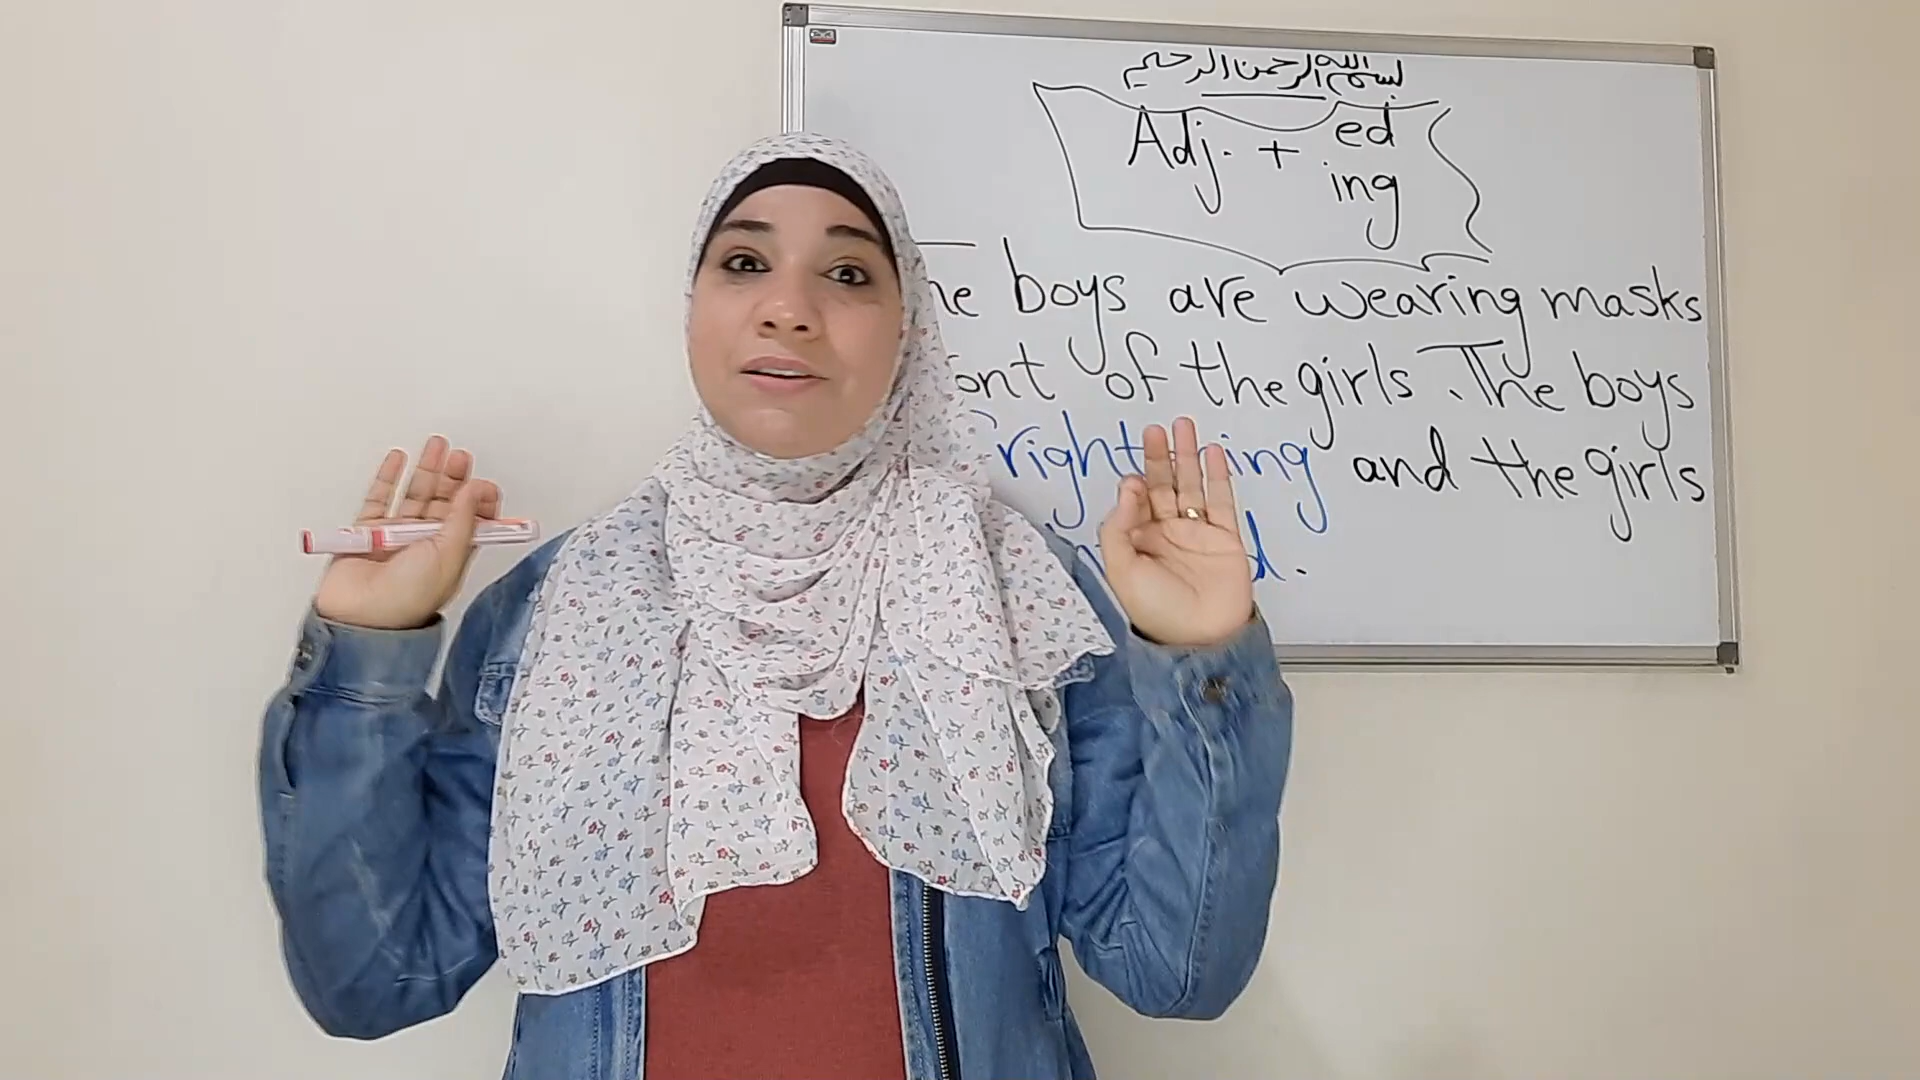 بسم الله الرحمن الرحيم
Adj. + ed
ing
boys are wearing masks
of the girls. The boys
and the girls